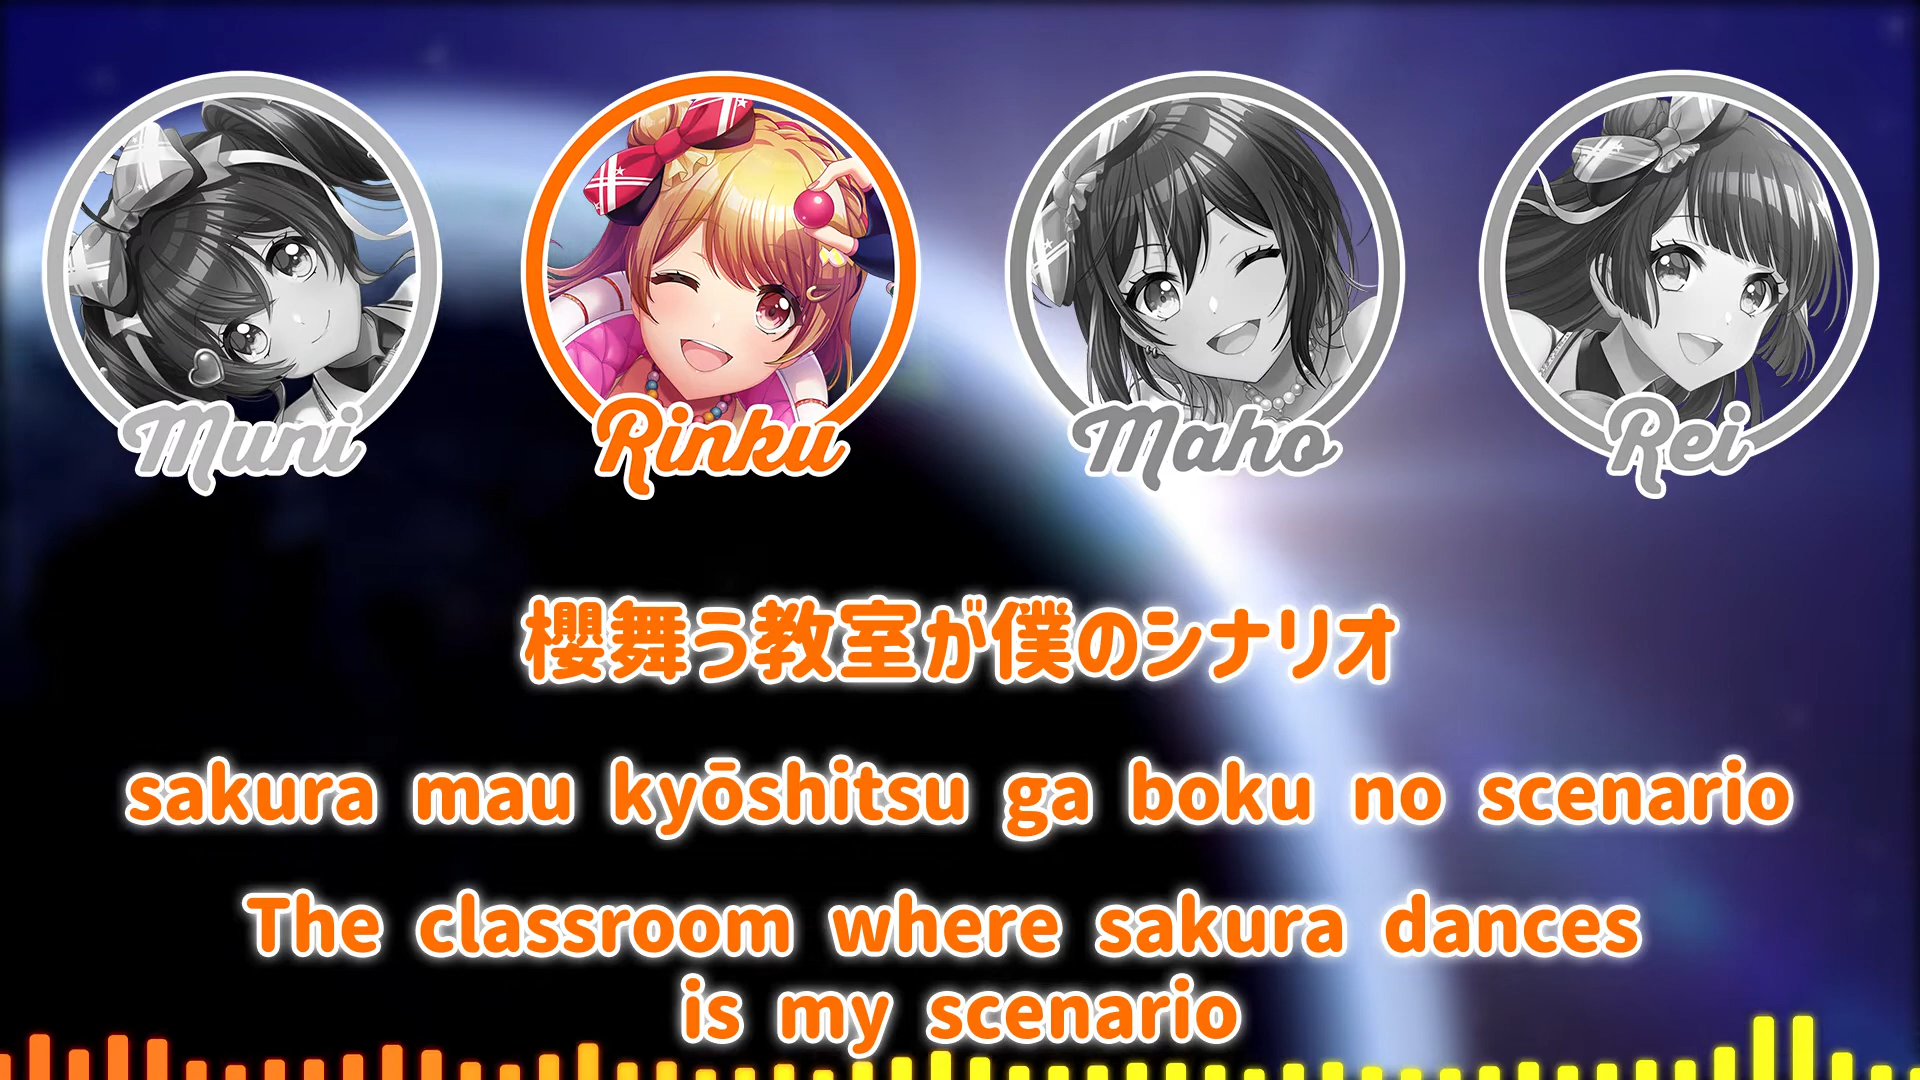 Muni
Rinku
Maho
Rei
櫻舞う教室が僕のシナリオ
sakura mau kyōshitsu ga boku no scenario
The classroom where sakura dances
is my scenario